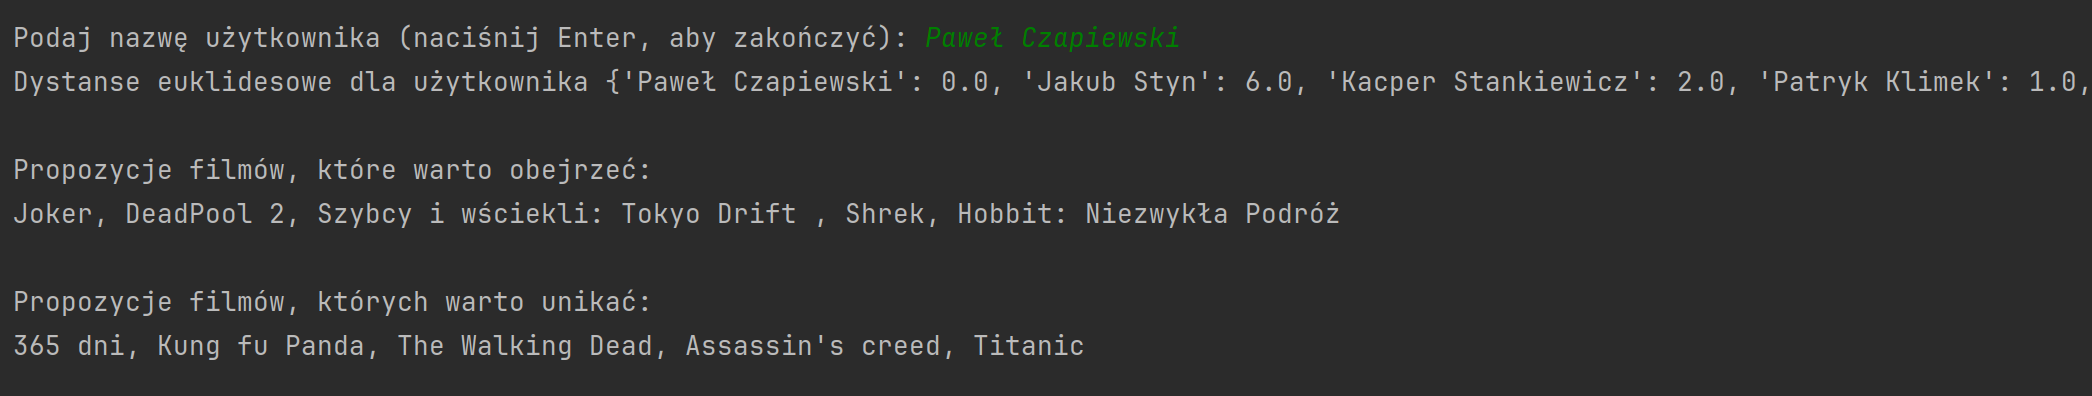 Podaj nazwę użytkownika (naciśnij Enter, aby zakończyć): Paweł Czapiewski
Dystanse euklidesowe dla użytkownika {'Paweł Czapiewski': 0.0, 'Jakub Styn': 6.0, 'Kacper Stankiewicz': 2.0, 'Patryk Klimek': 1.0,
Propozycje filmów, które warto obejrzeć:
Joker, DeadPool 2, Szybcy i wściekli: Tokyo Drift , Shrek, Hobbit: Niezwykła Podróż
Propozycje filmów, których warto unikać:
365 dni, Kung fu Panda, The Walking Dead, Assassin's creed, Titanic